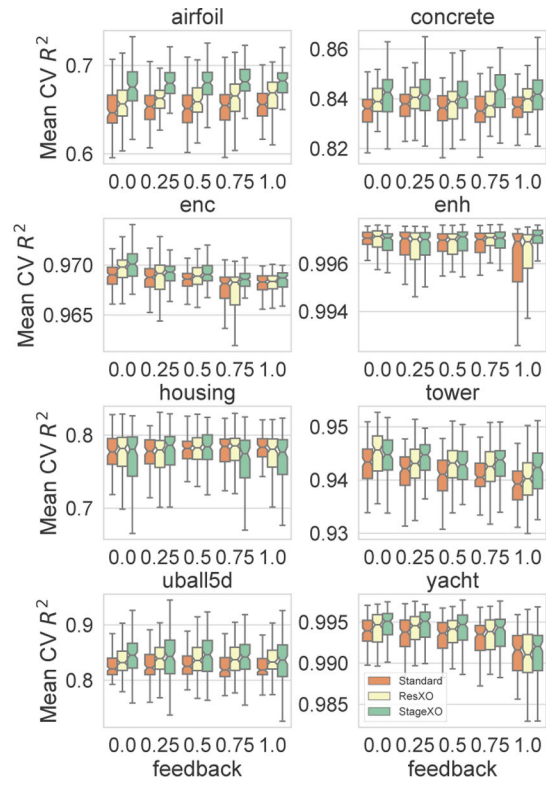 airfoil
concrete
Mean CV R²
0.7
0.6
0.86
0.84
0.82
0.0 0.25 0.5 0.75 1.0
0.0 0.25 0.5 0.75 1.0
enc
enh
Mean CV R²
0.970
0.965
0.996
0.994
0.0 0.25 0.5 0.75 1.0
0.0 0.25 0.5 0.75 1.0
housing
tower
Mean CV R²
0.8
0.7
0.95
0.94
0.93
0.0 0.25 0.5 0.75 1.0
0.0 0.25 0.5 0.75 1.0
uball5d
yacht
Mean CV R²
0.9
0.8
0.995
0.990
0.985
Standard
ResXO
StageXO
0.0 0.25 0.5 0.75 1.0
0.0 0.25 0.5 0.75 1.0
feedback
feedback